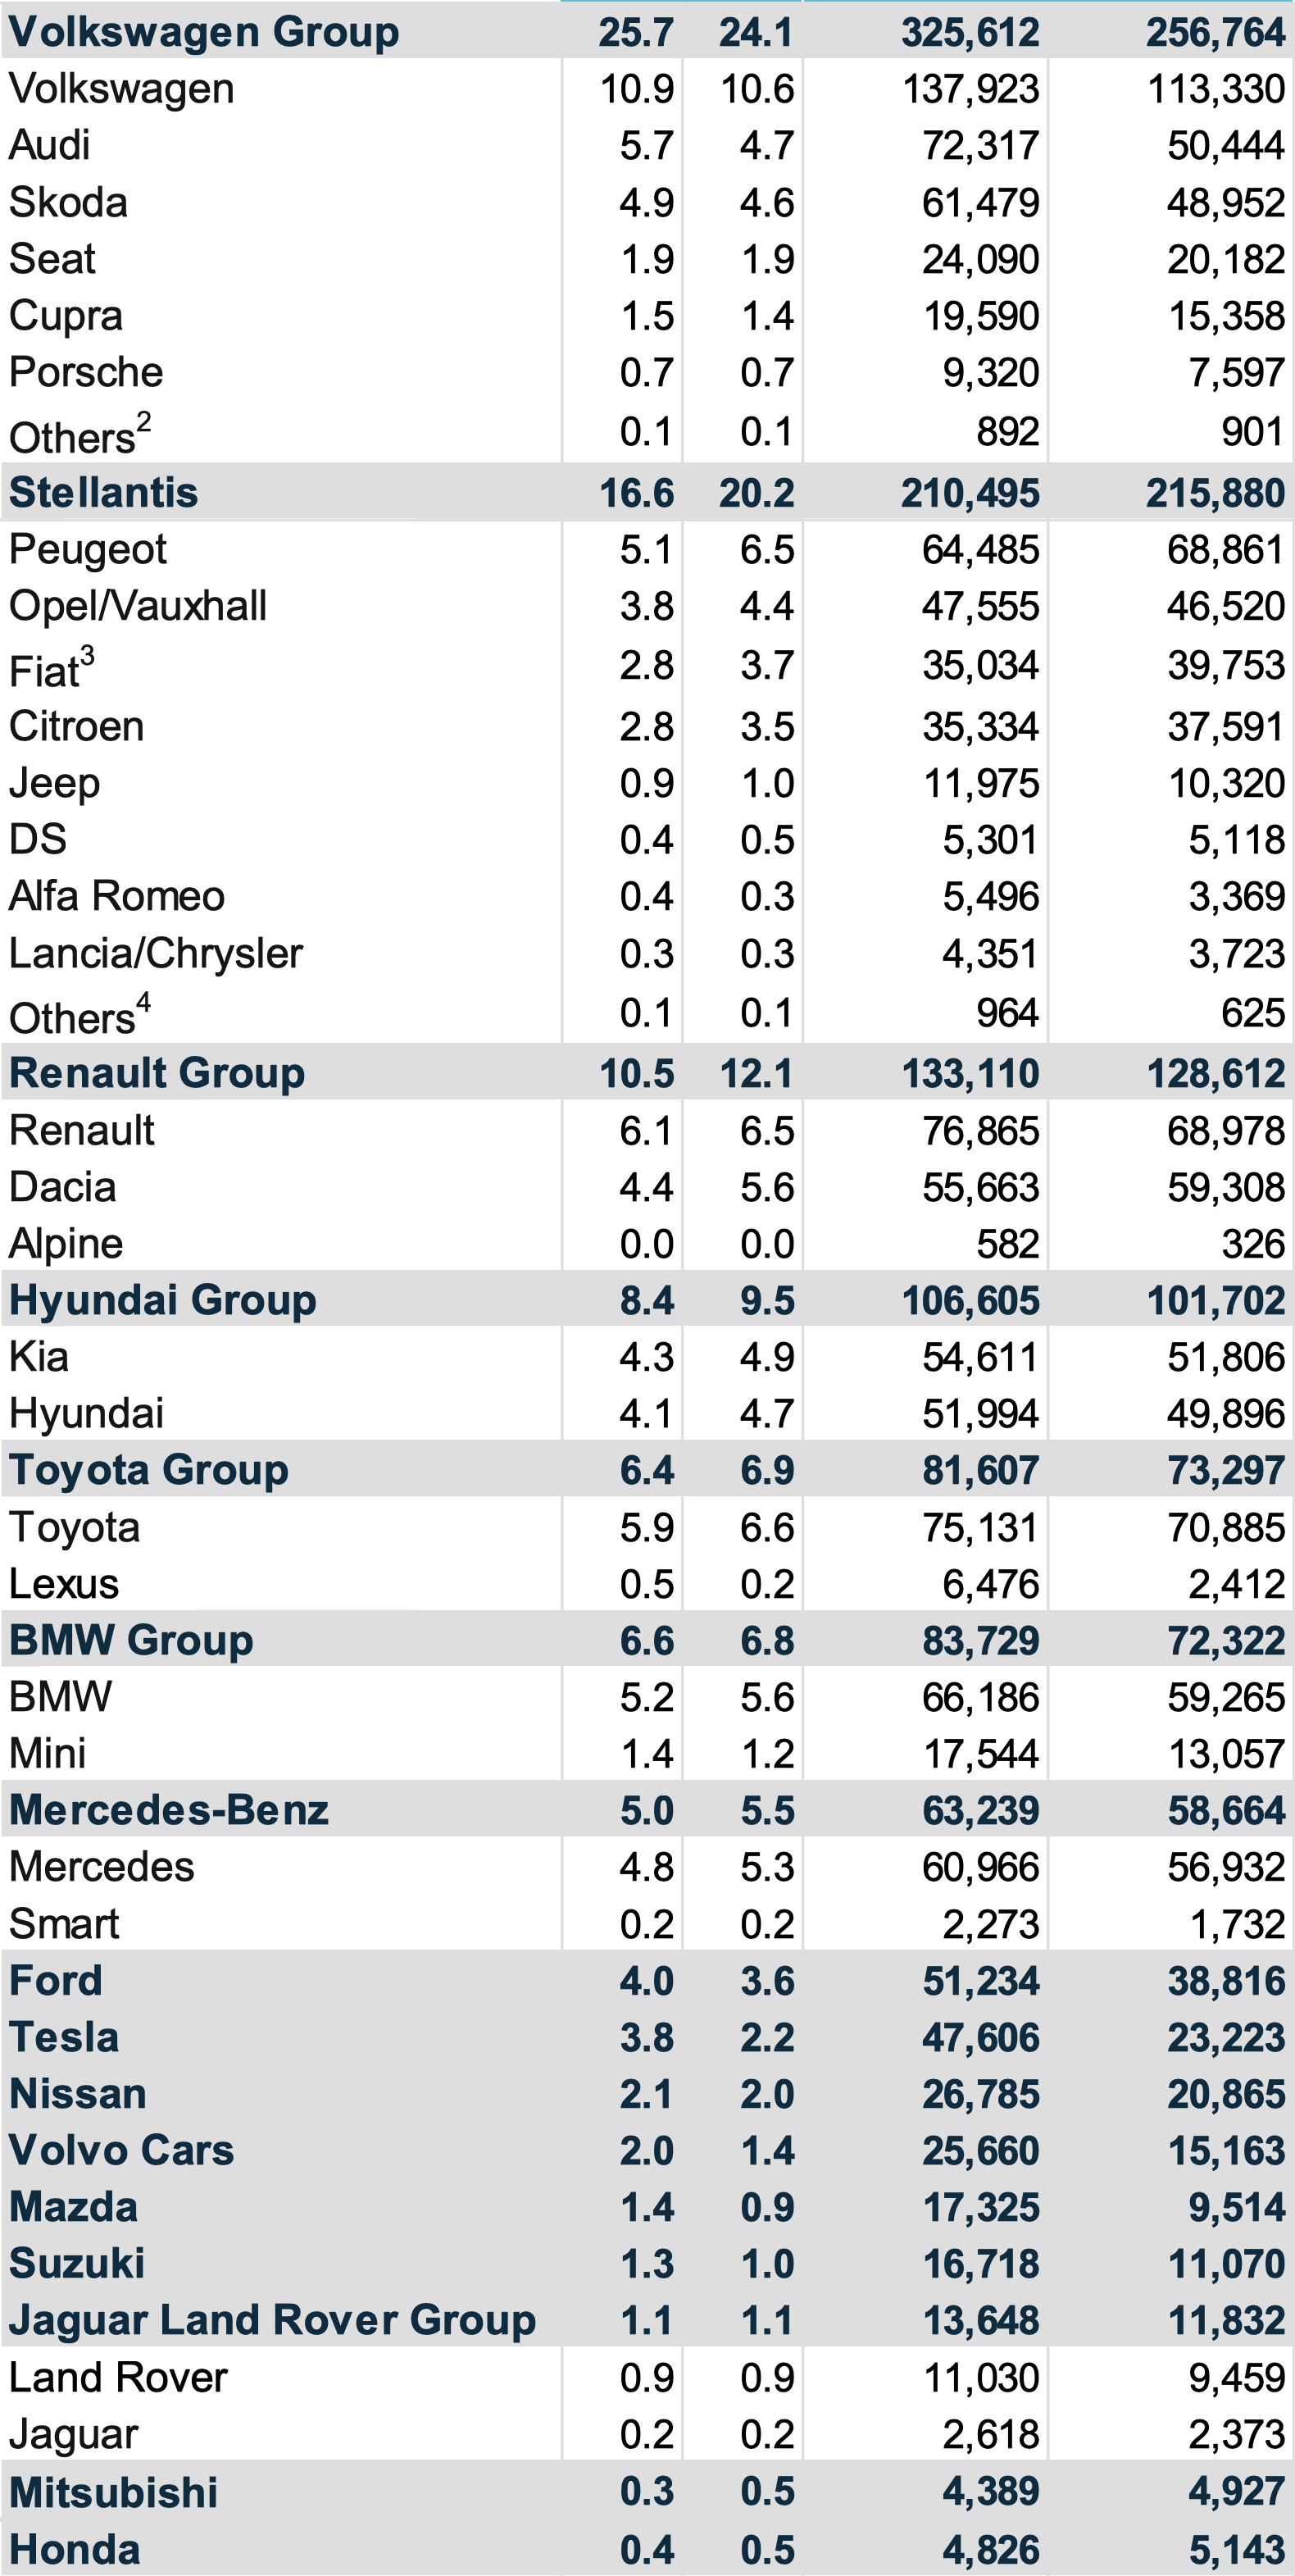 Volkswagen Group 25.7 24.1 325,612 256,764
Volkswagen 10.9 10.6 137,923 113,330
Audi 5.7 4.7 72,317 50,444
Skoda 4.9 4.6 61,479 48,952
Seat 1.9 1.9 24,090 20,182
Cupra 1.5 1.4 19,590 15,358
Porsche 0.7 0.7 9,320 7,597
Others2 0.1 0.1 892 901
Stellantis 16.6 20.2 210,495 215,880
Peugeot 5.1 6.5 64,485 68,861
Opel/Vauxhall 3.8 4.4 47,555 46,520
Fiat3 2.8 3.7 35,034 39,753
Citroen 2.8 3.5 35,334 37,591
Jeep 0.9 1.0 11,975 10,320
DS 0.4 0.5 5,301 5,118
Alfa Romeo 0.4 0.3 5,496 3,369
Lancia/Chrysler 0.3 0.3 4,351 3,723
Others4 0.1 0.1 964 625
Renault Group 10.5 12.1 133,110 128,612
Renault 6.1 6.5 76,865 68,978
Dacia 4.4 5.6 55,663 59,308
Alpine 0.0 0.0 582 326
Hyundai Group 8.4 9.5 106,605 101,702
Kia 4.3 4.9 54,611 51,806
Hyundai 4.1 4.7 51,994 49,896
Toyota Group 6.4 6.9 81,607 73,297
Toyota 5.9 6.6 75,131 70,885
Lexus 0.5 0.2 6,476 2,412
BMW Group 6.6 6.8 83,729 72,322
BMW 5.2 5.6 66,186 59,265
Mini 1.4 1.2 17,544 13,057
Mercedes-Benz 5.0 5.5 63,239 58,664
Mercedes 4.8 5.3 60,966 56,932
Smart 0.2 0.2 2,273 1,732
Ford 4.0 3.6 51,234 38,816
Tesla 3.8 2.2 47,606 23,223
Nissan 2.1 2.0 26,785 20,865
Volvo Cars 2.0 1.4 25,660 15,163
Mazda 1.4 0.9 17,325 9,514
Suzuki 1.3 1.0 16,718 11,070
Jaguar Land Rover Group 1.1 1.1 13,648 11,832
Land Rover 0.9 0.9 11,030 9,459
Jaguar 0.2 0.2 2,618 2,373
Mitsubishi 0.3 0.5 4,389 4,927
Honda 0.4 0.5 4,826 5,143